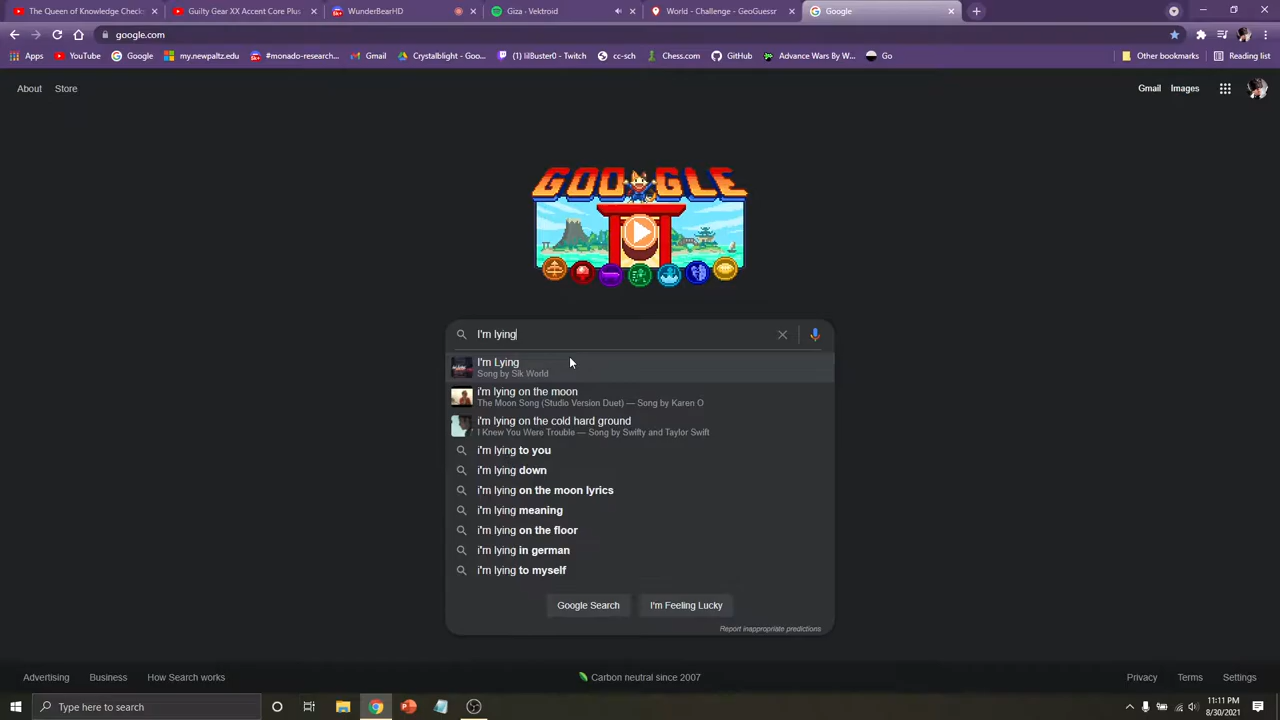 The Queen of Knowledge Check:
Guilty Gear XX Accent Core Plus
WunderBearHD
Giza - Vektroid
World - Challenge - GeoGuessr
Google
google.com
Apps
YouTube
Google
my.newpaltz.edu
#monado-research...
Gmail
Crystalblight - Goo...
(1) lilBuster0 - Twitch
cc-sch
Chess.com
GitHub
Advance Wars By W...
Go
Other bookmarks
Reading list
About
Store
Gmail
Images
GOOGLE
I'm lying
I'm Lying
Song by Sik World
i'm lying on the moon
The Moon Song (Studio Version Duet) — Song by Karen O
i'm lying on the cold hard ground
I Knew You Were Trouble — Song by Swifty and Taylor Swift
i'm lying to you
i'm lying down
i'm lying on the moon lyrics
i'm lying meaning
i'm lying on the floor
i'm lying in german
i'm lying to myself
Google Search
I'm Feeling Lucky
Report inappropriate predictions
Advertising
Business
How Search works
Carbon neutral since 2007
Privacy
Terms
Settings
Type here to search
11:11 PM
8/30/2021